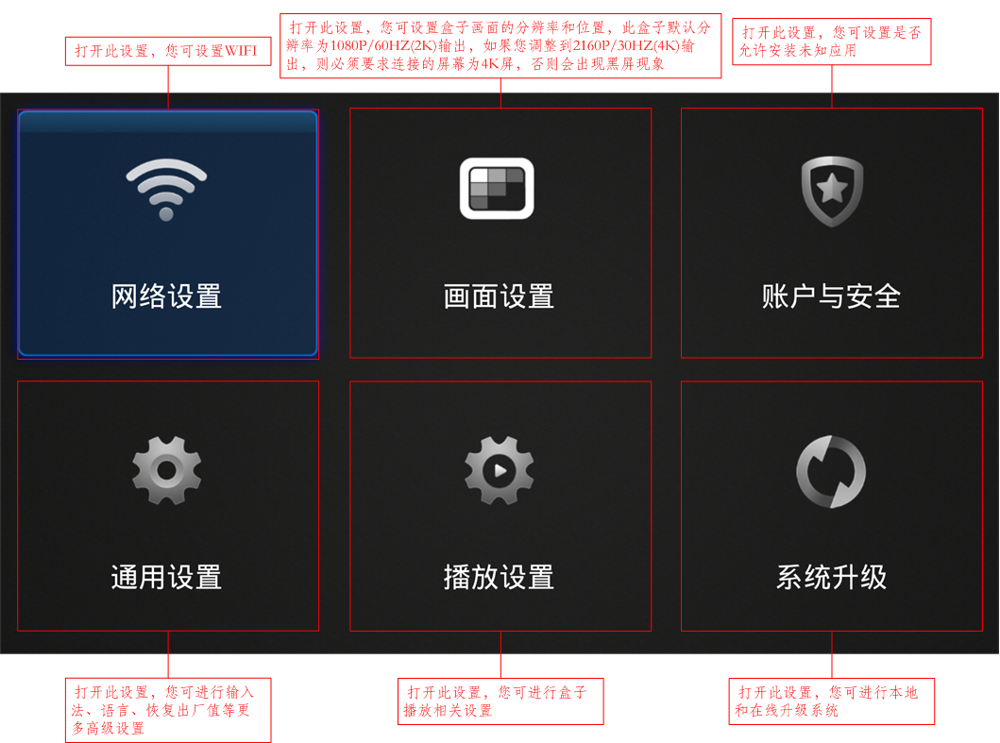 打开此设置，您可设置WIFI
打开此设置，您可设置盒子画面的分辨率和位置，此盒子默认分
辨率为1080P/60HZ(2K)输出，如果您调整到2160P/30HZ(4K)输
出，则必须要求连接的屏幕为4K屏，否则会出现黑屏现象
打开此设置，您可设置是否
允许安装未知应用
网络设置
画面设置
账户与安全
通用设置
播放设置
系统升级
打开此设置，您可进行输入
法、语言、恢复出厂值等更
多高级设置
打开此设置，您可进行盒子
播放相关设置
打开此设置，您可进行本地
和在线升级系统